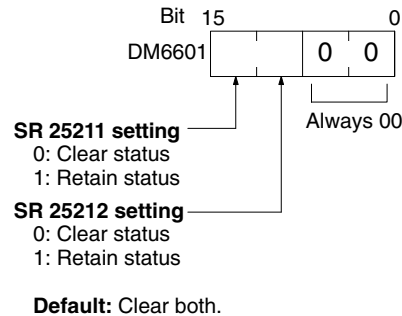 Bit 15 0
DM6601 0 0
Always 00
SR 25211 setting
0: Clear status
1: Retain status
SR 25212 setting
0: Clear status
1: Retain status
Default: Clear both.